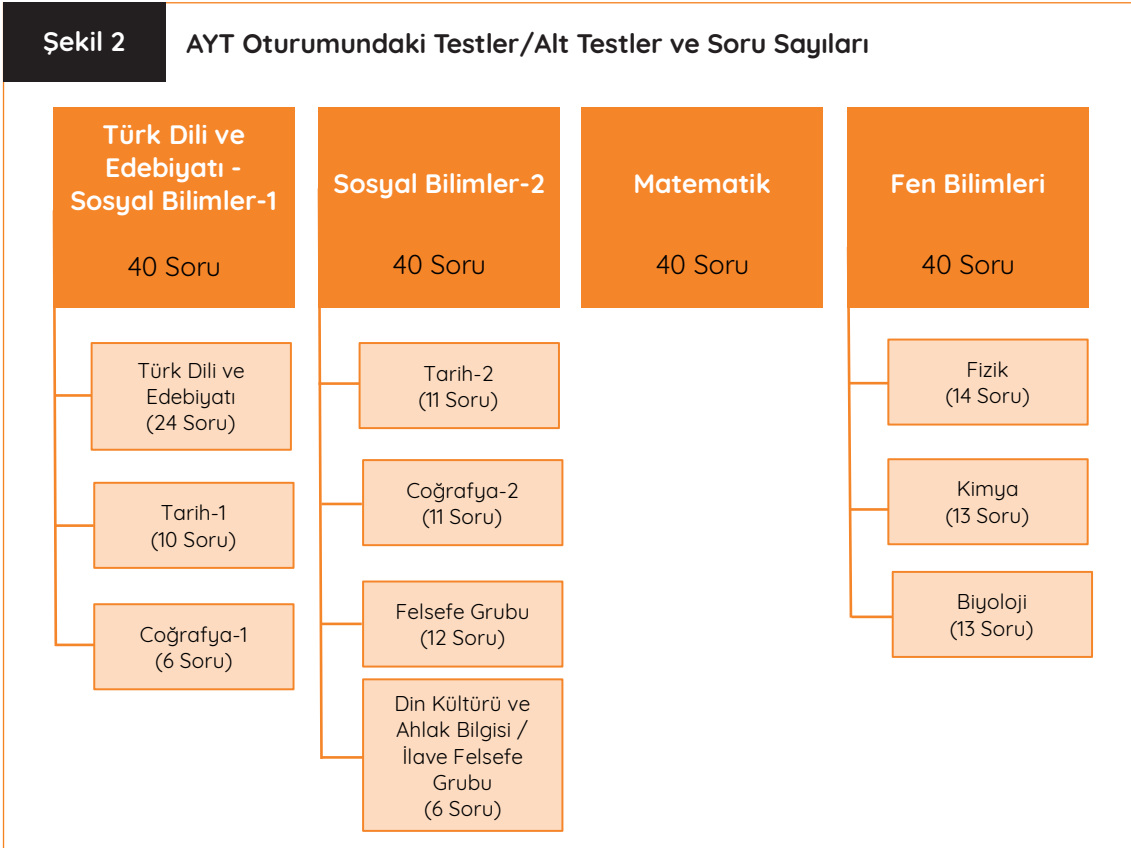 Şekil 2
AYT Oturumundaki Testler/Alt Testler ve Soru Sayıları
Türk Dili ve
Edebiyatı -
Sosyal Bilimler-1
40 Soru
Türk Dili ve
Edebiyatı
(24 Soru)
Tarih-1
(10 Soru)
Coğrafya-1
(6 Soru)
Sosyal Bilimler-2
40 Soru
Tarih-2
(11 Soru)
Coğrafya-2
(11 Soru)
Felsefe Grubu
(12 Soru)
Din Kültürü ve
Ahlak Bilgisi /
İlave Felsefe
Grubu
(6 Soru)
Matematik
40 Soru
Fen Bilimleri
40 Soru
Fizik
(14 Soru)
Kimya
(13 Soru)
Biyoloji
(13 Soru)